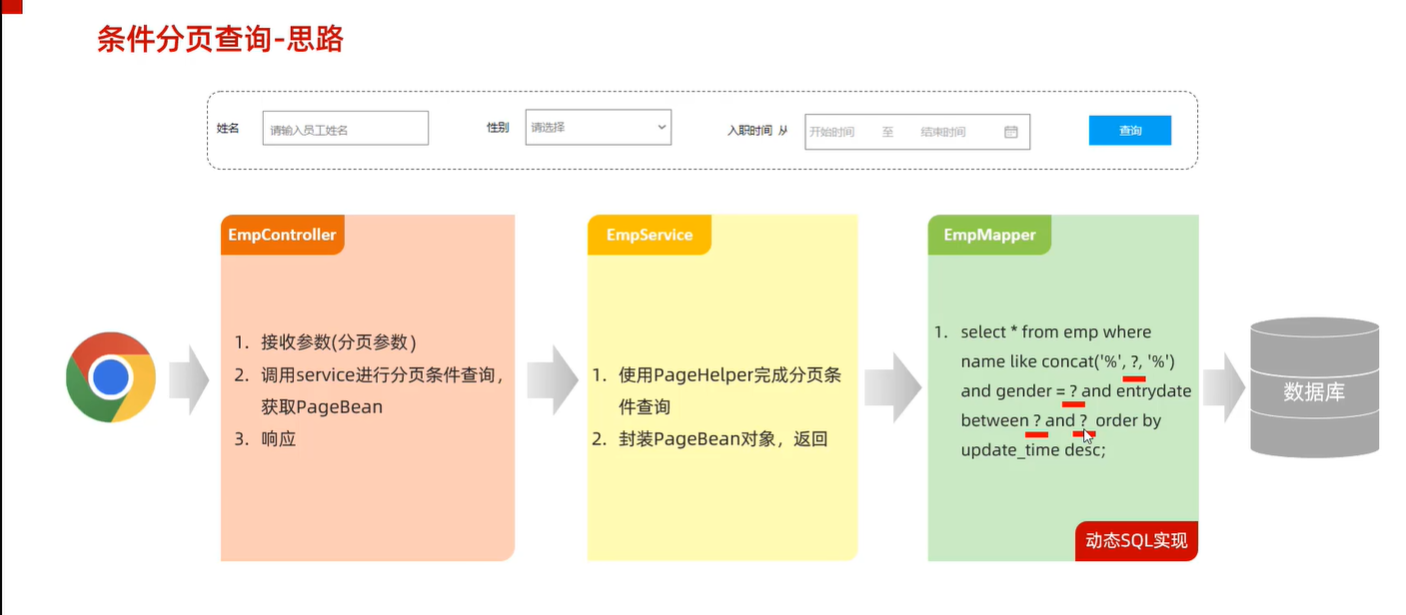 条件分页查询-思路
姓名 请输入员工姓名 性别 请选择 入职时间 从 开始时间 至 结束时间 查询
EmpController
1. 接收参数(分页参数)
2. 调用service进行分页条件查询,
获取PageBean
3. 响应
EmpService
1. 使用PageHelper完成分页条
件查询
2. 封装PageBean对象，返回
EmpMapper
1. select * from emp where
name like concat('%', ?, '%')
and gender = ? and entrydate
between ? and ? order by
update_time desc;
动态SQL实现
数据库